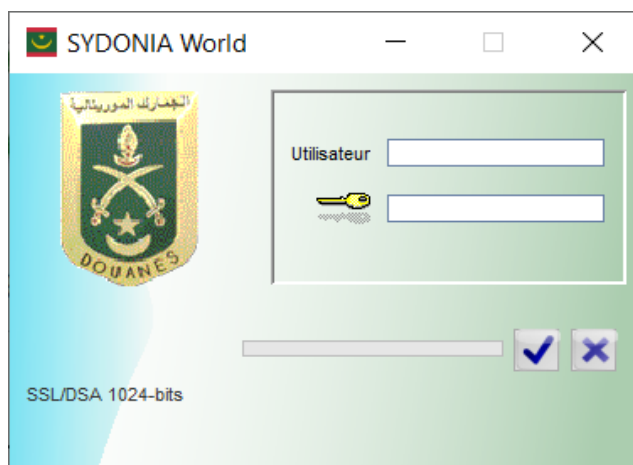 SYDONIA World
الجمارك الموريتانية
DOUANES
Utilisateur
SSL/DSA 1024-bits